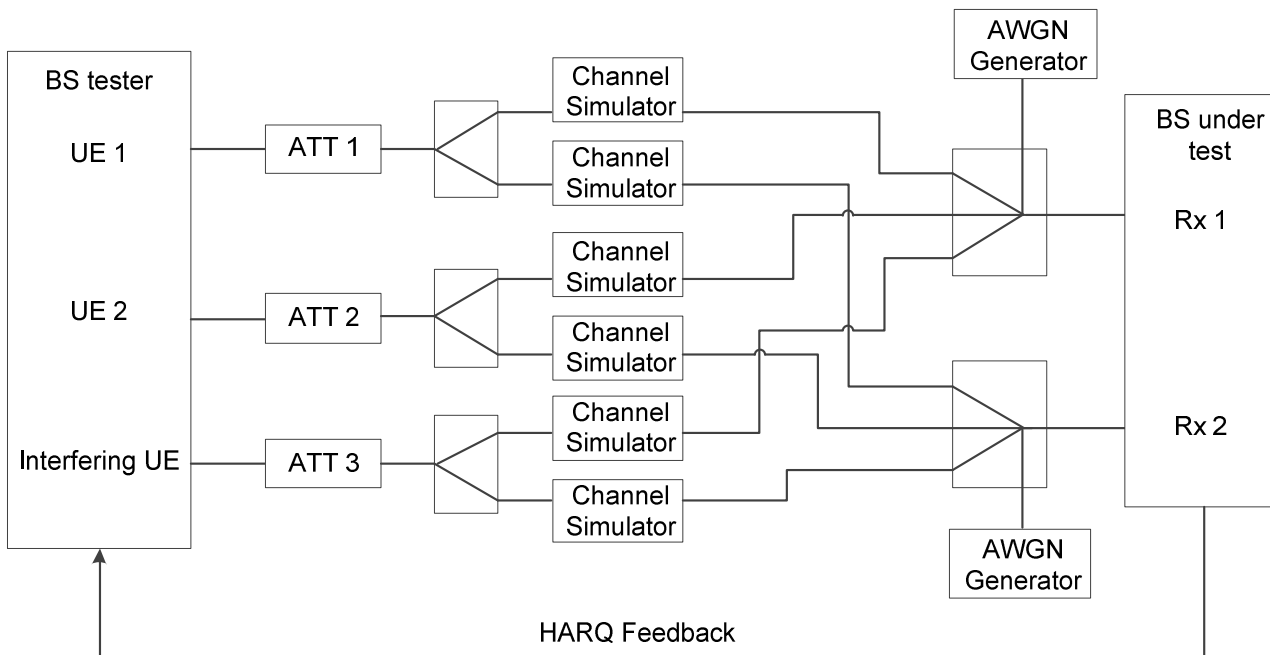 BS tester
UE 1
UE 2
Interfering UE
ATT 1
ATT 2
ATT 3
Channel
Simulator
Channel
Simulator
Channel
Simulator
Channel
Simulator
Channel
Simulator
Channel
Simulator
AWGN
Generator
AWGN
Generator
BS under
test
Rx 1
Rx 2
HARQ Feedback